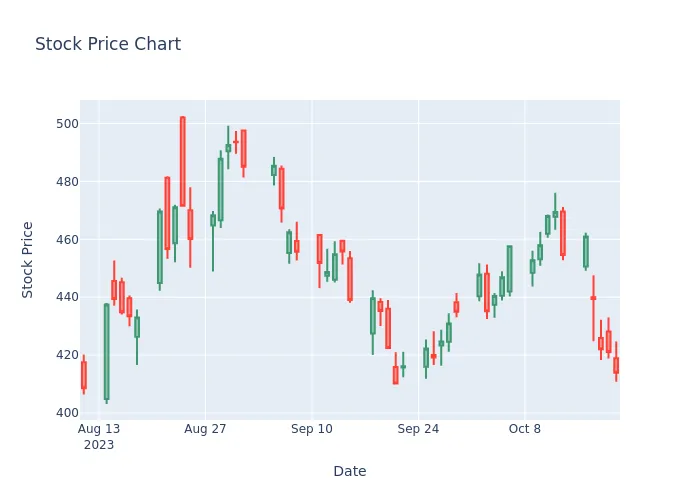 Stock Price Chart
Stock Price
500
480
460
440
420
400
Aug 13
2023
Aug 27
Sep 10
Sep 24
Oct 8
Date